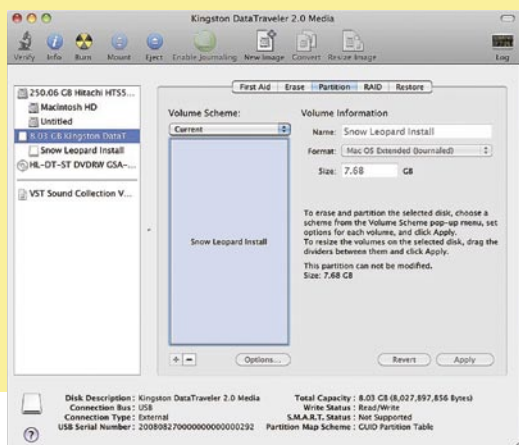 Kingston DataTraveler 2.0 Media
Verify Info Burn Mount Eject Enable Journaling New Image Convert Resize Image Log
250.06 GB Hitachi HTS5...
Macintosh HD
Untitled
8.03 GB Kingston DataT...
Snow Leopard Install
HL-DT-ST DVDRW GSA-...
VST Sound Collection V...
First Aid Erase Partition RAID Restore
Volume Scheme:
Current
Snow Leopard Install
+ −
Options...
Volume Information
Name: Snow Leopard Install
Format: Mac OS Extended (Journaled)
Size: 7.68 GB
To erase and partition the selected disk, choose a
scheme from the Volume Scheme pop-up menu, set
options for each volume, and click Apply.
To resize the volumes on the selected disk, drag the
dividers between them and click Apply.
This partition can not be modified.
Size: 7.68 GB
Revert Apply
Disk Description : Kingston DataTraveler 2.0 Media
Connection Bus : USB
Connection Type : External
Total Capacity : 8.03 GB (8,027,897,856 Bytes)
Write Status : Read/Write
S.M.A.R.T. Status : Not Supported
Partition Map Scheme : GUID Partition Table
USB Serial Number :
?